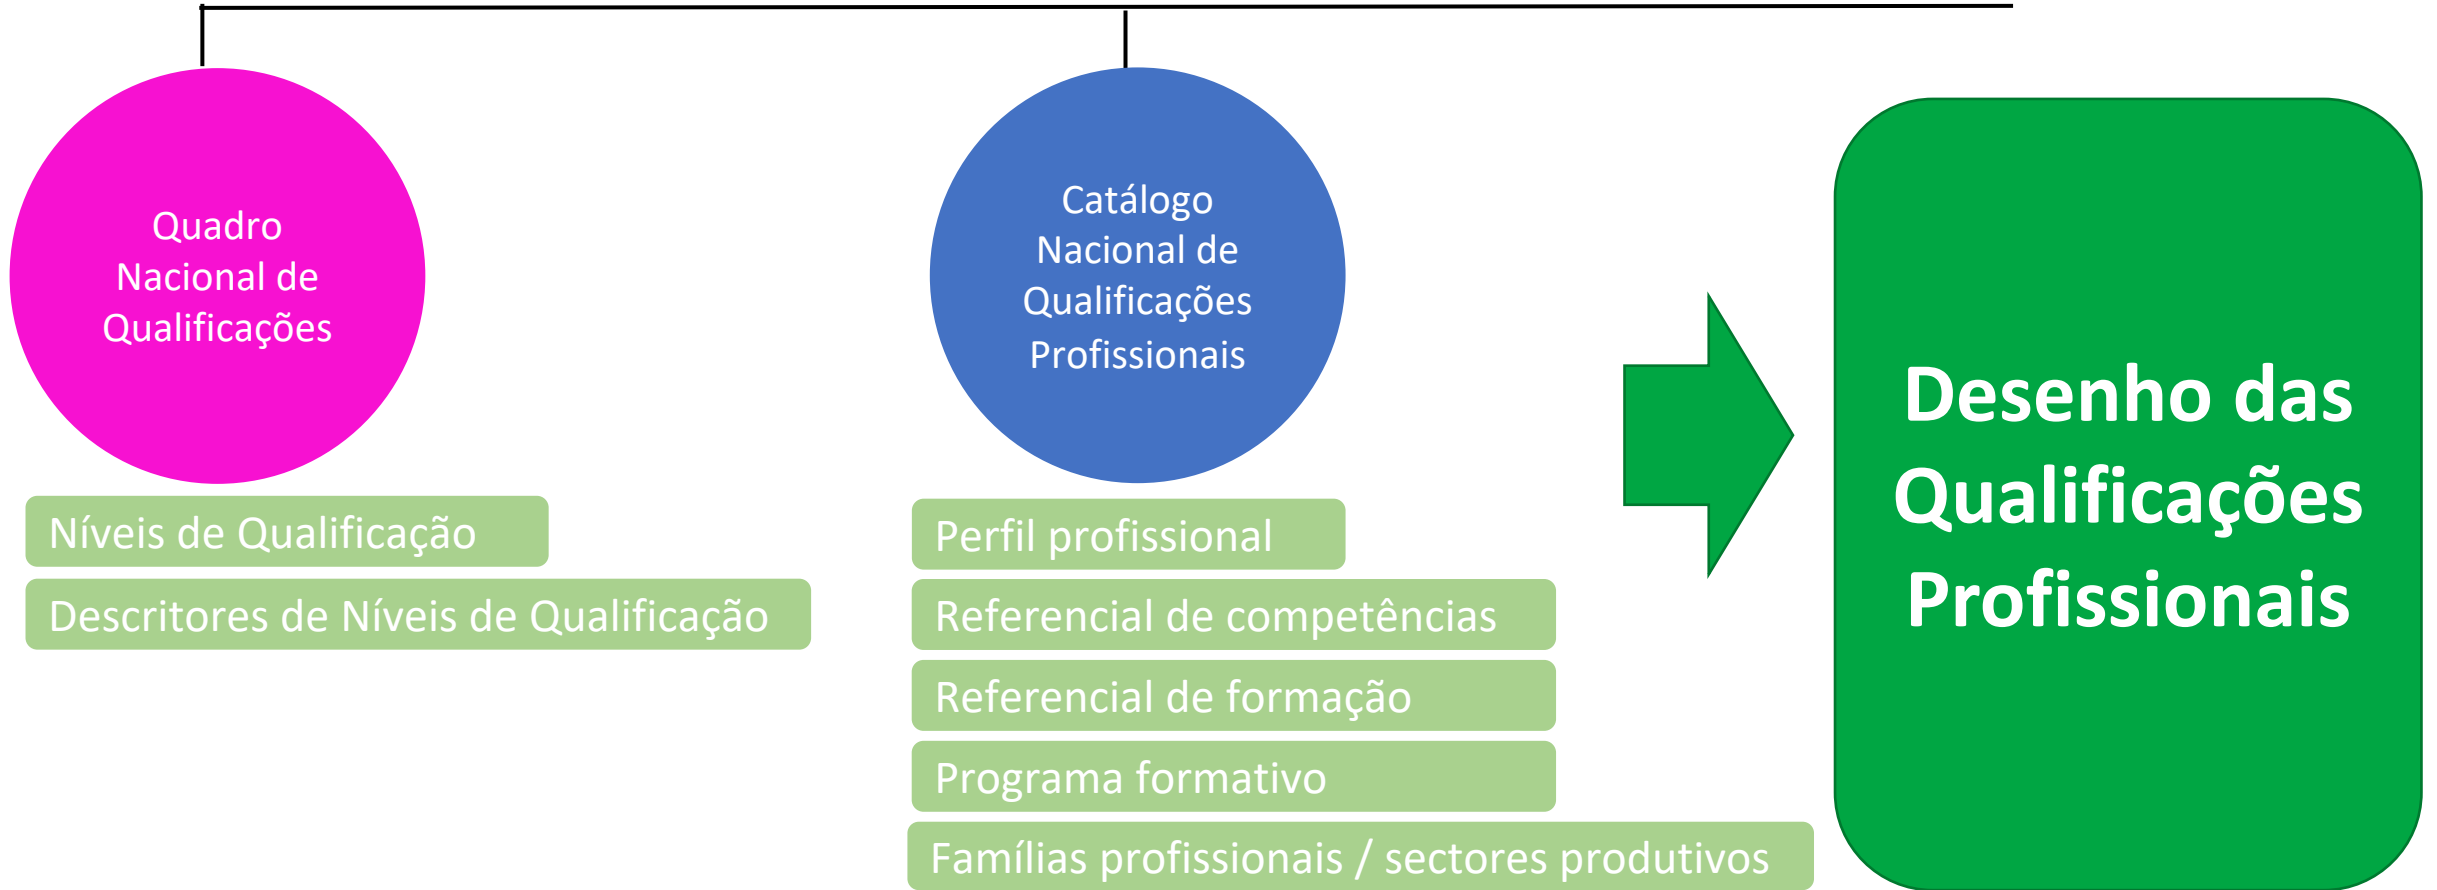 Quadro
Nacional de
Qualificações
Níveis de Qualificação
Descritores de Níveis de Qualificação
Catálogo
Nacional de
Qualificações
Profissionais
Perfil profissional
Referencial de competências
Referencial de formação
Programa formativo
Famílias profissionais / sectores produtivos
Desenho das
Qualificações
Profissionais